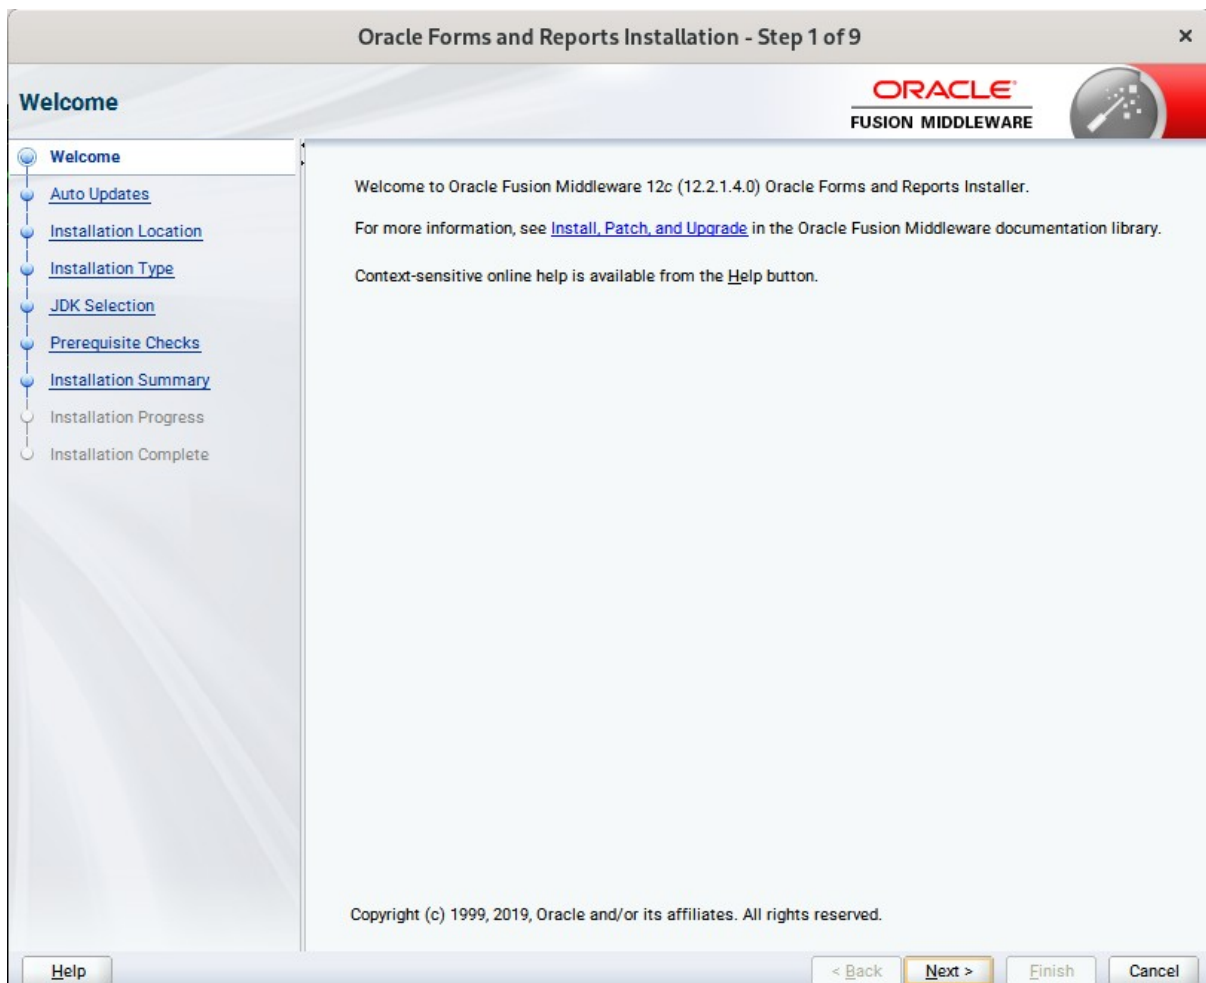 Oracle Forms and Reports Installation - Step 1 of 9
Welcome
ORACLE
FUSION MIDDLEWARE
Welcome
Auto Updates
Installation Location
Installation Type
JDK Selection
Prerequisite Checks
Installation Summary
Installation Progress
Installation Complete
Welcome to Oracle Fusion Middleware 12c (12.2.1.4.0) Oracle Forms and Reports Installer.
For more information, see Install, Patch, and Upgrade in the Oracle Fusion Middleware documentation library.
Context-sensitive online help is available from the Help button.
Copyright (c) 1999, 2019, Oracle and/or its affiliates. All rights reserved.
Help
< Back
Next >
Finish
Cancel